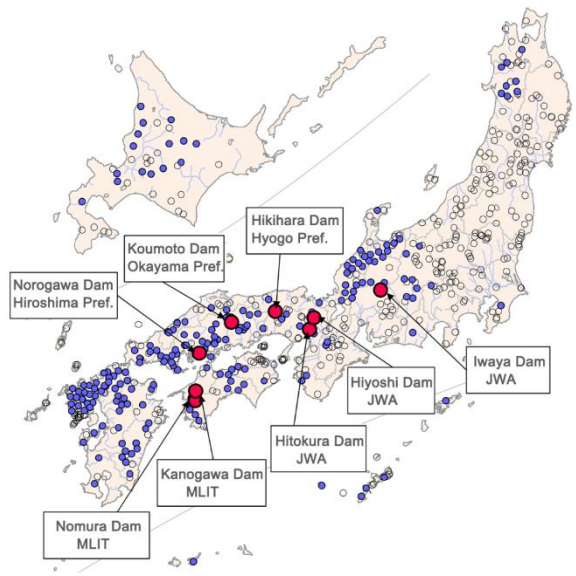 Hikihara Dam
Hyogo Pref.
Koumoto Dam
Okayama Pref.
Norogawa Dam
Hiroshima Pref.
Iwaya Dam
JWA
Hiyoshi Dam
JWA
Hitokura Dam
JWA
Kanogawa Dam
MLIT
Nomura Dam
MLIT